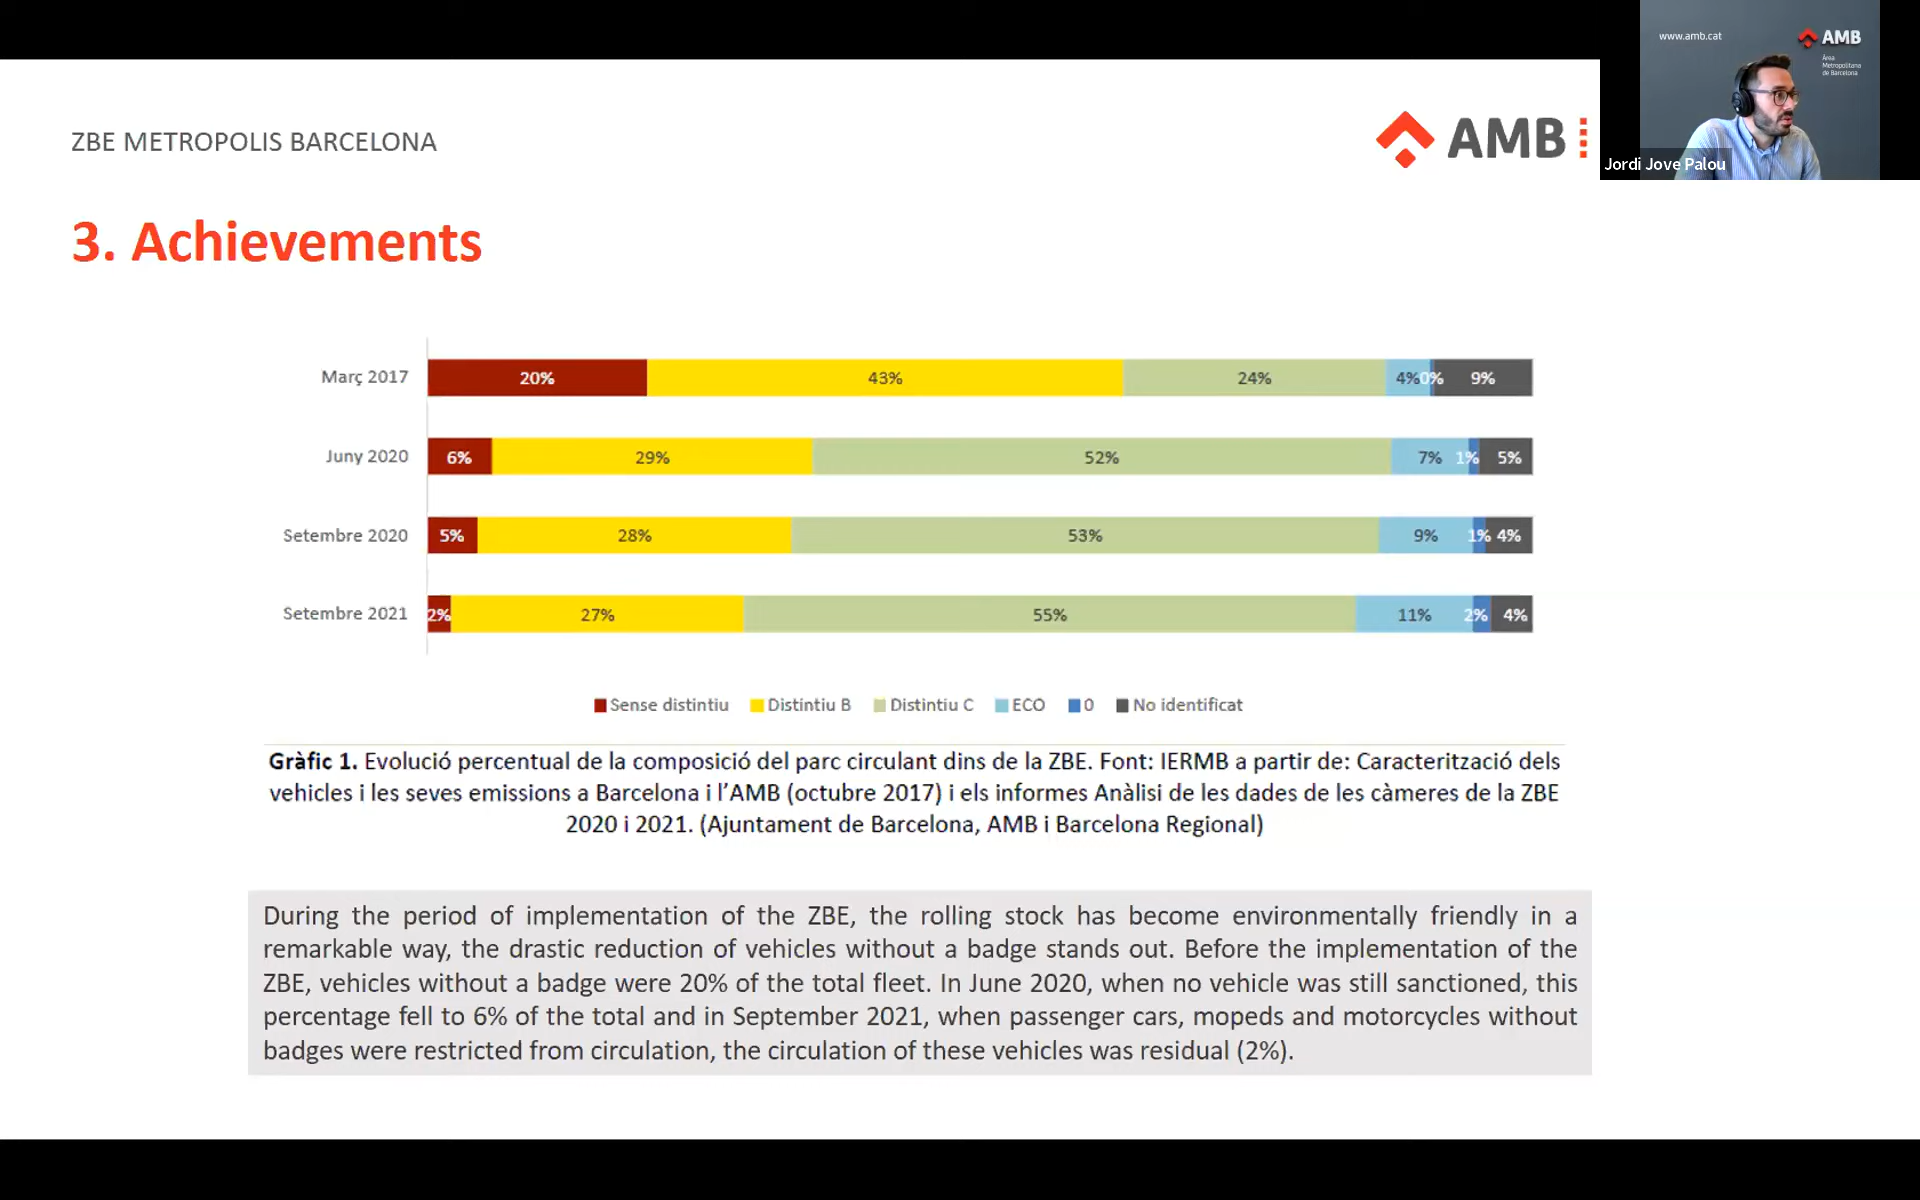 www.amb.cat
AMB
Àrea
Metropolitana
de Barcelona
Jordi Jove Palou
ZBE METROPOLIS BARCELONA
AMB
3. Achievements
Març 2017 20% 43% 24% 4% 0% 9%
Juny 2020 6% 29% 52% 7% 1% 5%
Setembre 2020 5% 28% 53% 9% 1% 4%
Setembre 2021 2% 27% 55% 11% 2% 4%
Sense distintiu Distintiu B Distintiu C ECO 0 No identificat
Gràfic 1. Evolució percentual de la composició del parc circulant dins de la ZBE. Font: IERMB a partir de: Caracterització dels
vehicles i les seves emissions a Barcelona i l’AMB (octubre 2017) i els informes Anàlisi de les dades de les càmeres de la ZBE
2020 i 2021. (Ajuntament de Barcelona, AMB i Barcelona Regional)
During the period of implementation of the ZBE, the rolling stock has become environmentally friendly in a
remarkable way, the drastic reduction of vehicles without a badge stands out. Before the implementation of the
ZBE, vehicles without a badge were 20% of the total fleet. In June 2020, when no vehicle was still sanctioned, this
percentage fell to 6% of the total and in September 2021, when passenger cars, mopeds and motorcycles without
badges were restricted from circulation, the circulation of these vehicles was residual (2%).